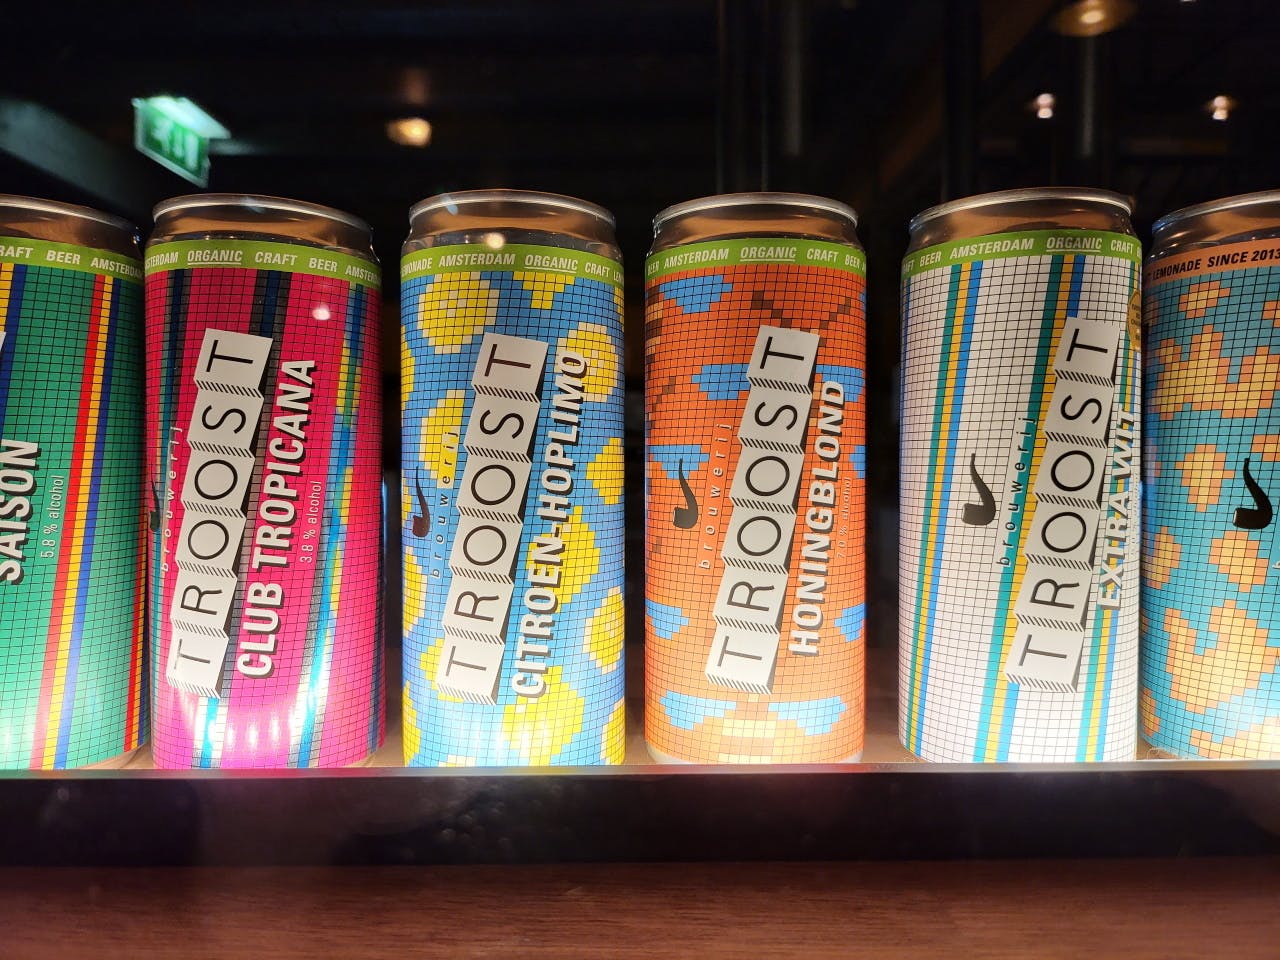 CRAFT BEER AMSTERDAM
SAISON
5.8 % alcohol
AMSTERDAM ORGANIC CRAFT BEER AMSTERDAM
brouwerij
TROOST
CLUB TROPICANA
3.8 % alcohol
LEMONADE AMSTERDAM ORGANIC CRAFT
brouwerij
TROOST
CITROEN-HOPLIMO
BEER AMSTERDAM ORGANIC CRAFT BEER
brouwerij
TROOST
HONINGBLOND
BEER AMSTERDAM ORGANIC CRAFT
brouwerij
TROOST
EXTRA WIT
LEMONADE SINCE 2013